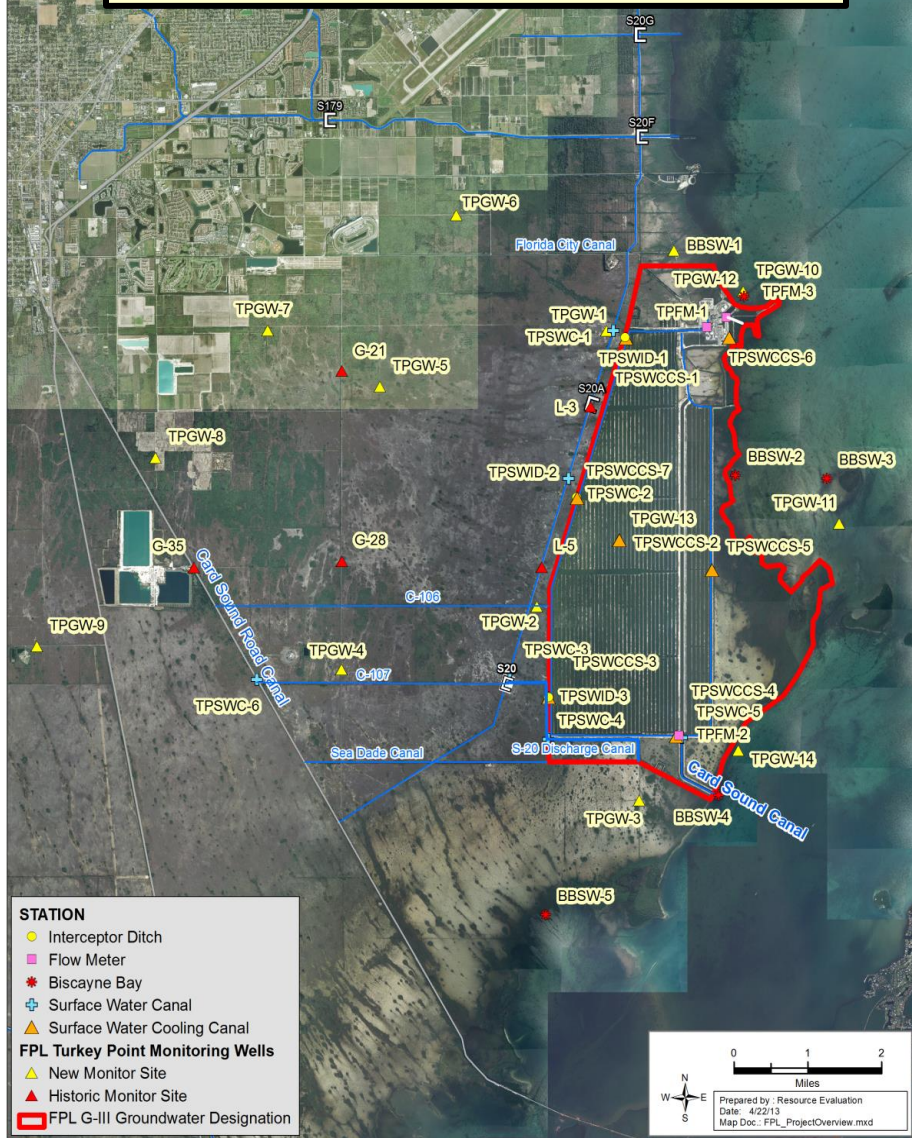 S20G
S179
S20F
TPGW-6
Florida City Canal
BBSW-1
TPGW-12
TPGW-10
TPFM-3
TPGW-7
TPGW-1
TPFM-1
TPSWC-1
TPSWID-1
TPSWCCS-6
G-21
TPSWCCS-1
TPGW-5
S20A
L-3
TPGW-8
TPSWID-2
TPSWCCS-7
BBSW-2
BBSW-3
TPSWC-2
TPGW-11
TPGW-13
G-35
G-28
L-5
TPSWCCS-2
TPSWCCS-5
Card Sound Road Canal
C-106
TPGW-2
TPGW-9
TPGW-4
C-107
S20
TPSWC-3
TPSWCCS-3
TPSWC-6
TPSWID-3
TPSWCCS-4
TPSWC-5
TPSWC-4
TPFM-2
Sea Dade Canal
S-20 Discharge Canal
TPGW-14
Card Sound Canal
TPGW-3
BBSW-4
BBSW-5
STATION
Interceptor Ditch
Flow Meter
Biscayne Bay
Surface Water Canal
Surface Water Cooling Canal
FPL Turkey Point Monitoring Wells
New Monitor Site
Historic Monitor Site
FPL G-III Groundwater Designation
N
W E
S
0 1 2
Miles
Prepared by : Resource Evaluation
Date: 4/22/13
Map Doc.: FPL_ProjectOverview.mxd